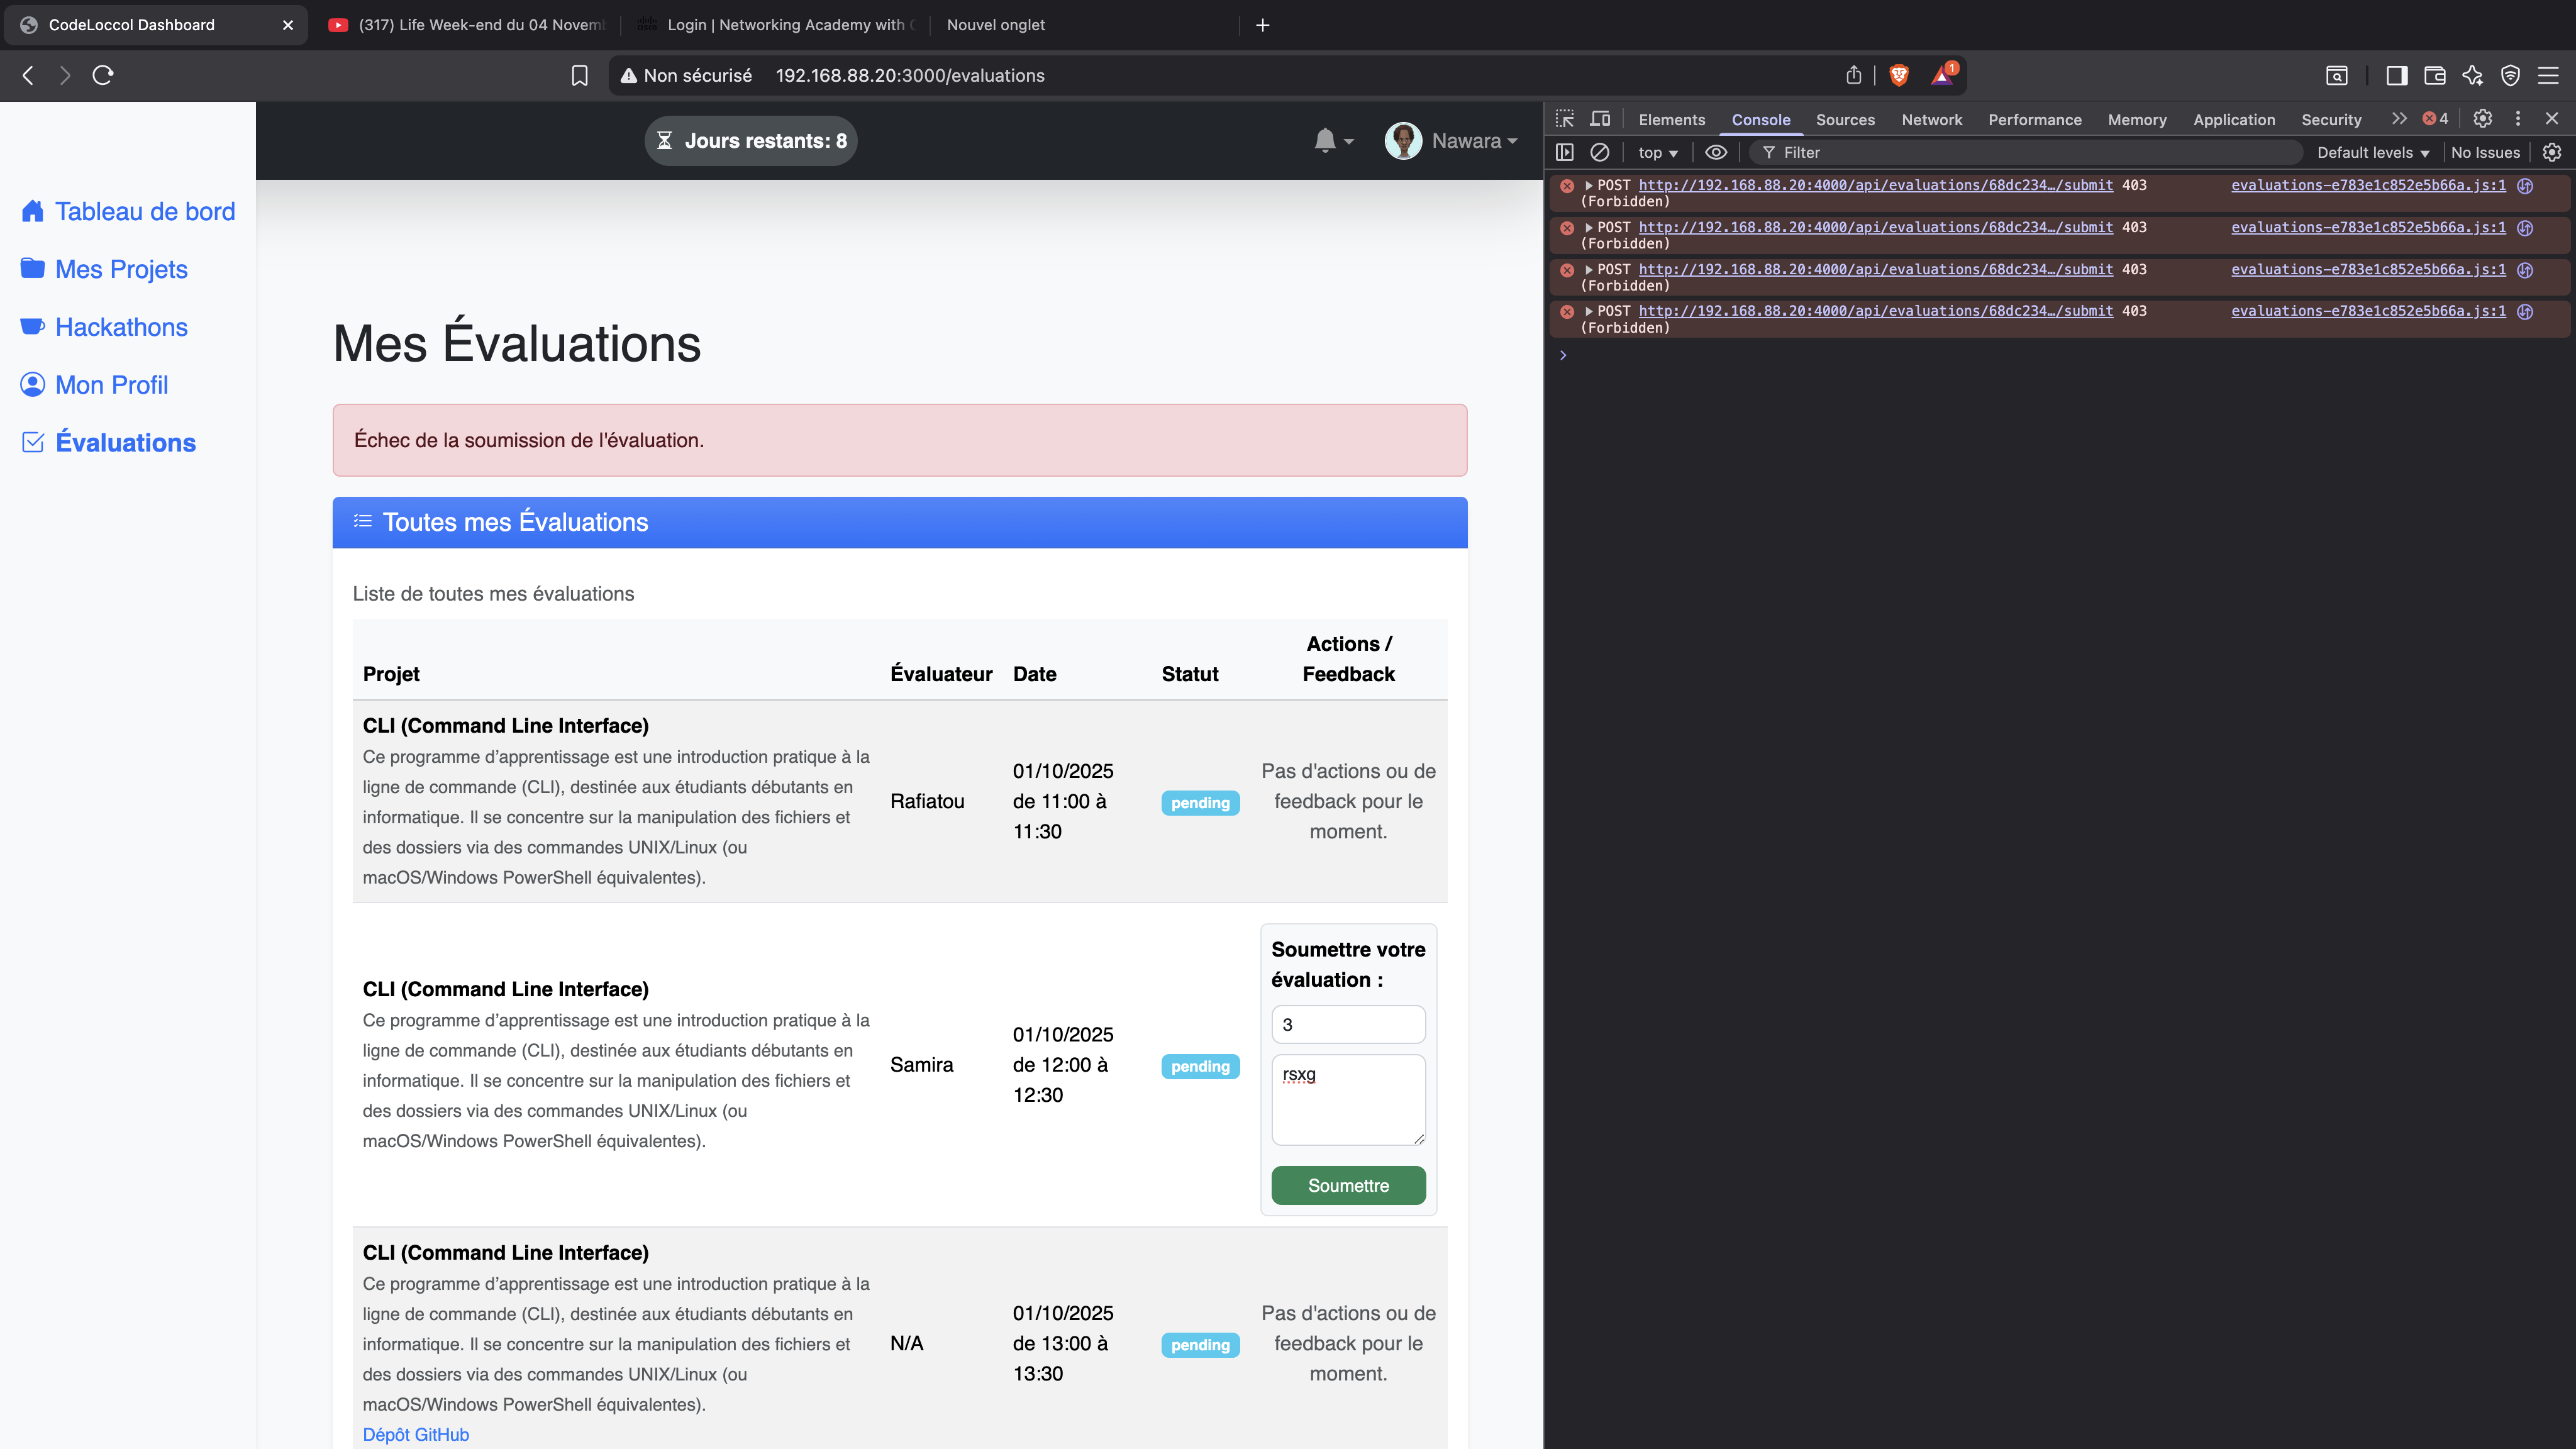 CodeLoccol Dashboard
(317) Life Week-end du 04 Novem
Login | Networking Academy with
Nouvel onglet
Non sécurisé 192.168.88.20:3000/evaluations
1
Jours restants: 8
Nawara
Tableau de bord
Mes Projets
Hackathons
Mon Profil
Évaluations
Mes Évaluations
Échec de la soumission de l'évaluation.
Toutes mes Évaluations
Liste de toutes mes évaluations
Projet Évaluateur Date Statut Actions /
Feedback
CLI (Command Line Interface)
Ce programme d’apprentissage est une introduction pratique à la
ligne de commande (CLI), destinée aux étudiants débutants en
informatique. Il se concentre sur la manipulation des fichiers et
des dossiers via des commandes UNIX/Linux (ou
macOS/Windows PowerShell équivalentes).
Rafiatou
01/10/2025
de 11:00 à
11:30
pending
Pas d'actions ou de
feedback pour le
moment.
CLI (Command Line Interface)
Ce programme d’apprentissage est une introduction pratique à la
ligne de commande (CLI), destinée aux étudiants débutants en
informatique. Il se concentre sur la manipulation des fichiers et
des dossiers via des commandes UNIX/Linux (ou
macOS/Windows PowerShell équivalentes).
Samira
01/10/2025
de 12:00 à
12:30
pending
Soumettre votre
évaluation :
3
rsxg
Soumettre
CLI (Command Line Interface)
Ce programme d’apprentissage est une introduction pratique à la
ligne de commande (CLI), destinée aux étudiants débutants en
informatique. Il se concentre sur la manipulation des fichiers et
des dossiers via des commandes UNIX/Linux (ou
macOS/Windows PowerShell équivalentes).
Dépôt GitHub
N/A
01/10/2025
de 13:00 à
13:30
pending
Pas d'actions ou de
feedback pour le
moment.
Elements Console Sources Network Performance Memory Application Security 4
top Filter Default levels No Issues
POST http://192.168.88.20:4000/api/evaluations/68dc234…/submit 403 evaluations-e783e1c852e5b66a.js:1
(Forbidden)
POST http://192.168.88.20:4000/api/evaluations/68dc234…/submit 403 evaluations-e783e1c852e5b66a.js:1
(Forbidden)
POST http://192.168.88.20:4000/api/evaluations/68dc234…/submit 403 evaluations-e783e1c852e5b66a.js:1
(Forbidden)
POST http://192.168.88.20:4000/api/evaluations/68dc234…/submit 403 evaluations-e783e1c852e5b66a.js:1
(Forbidden)